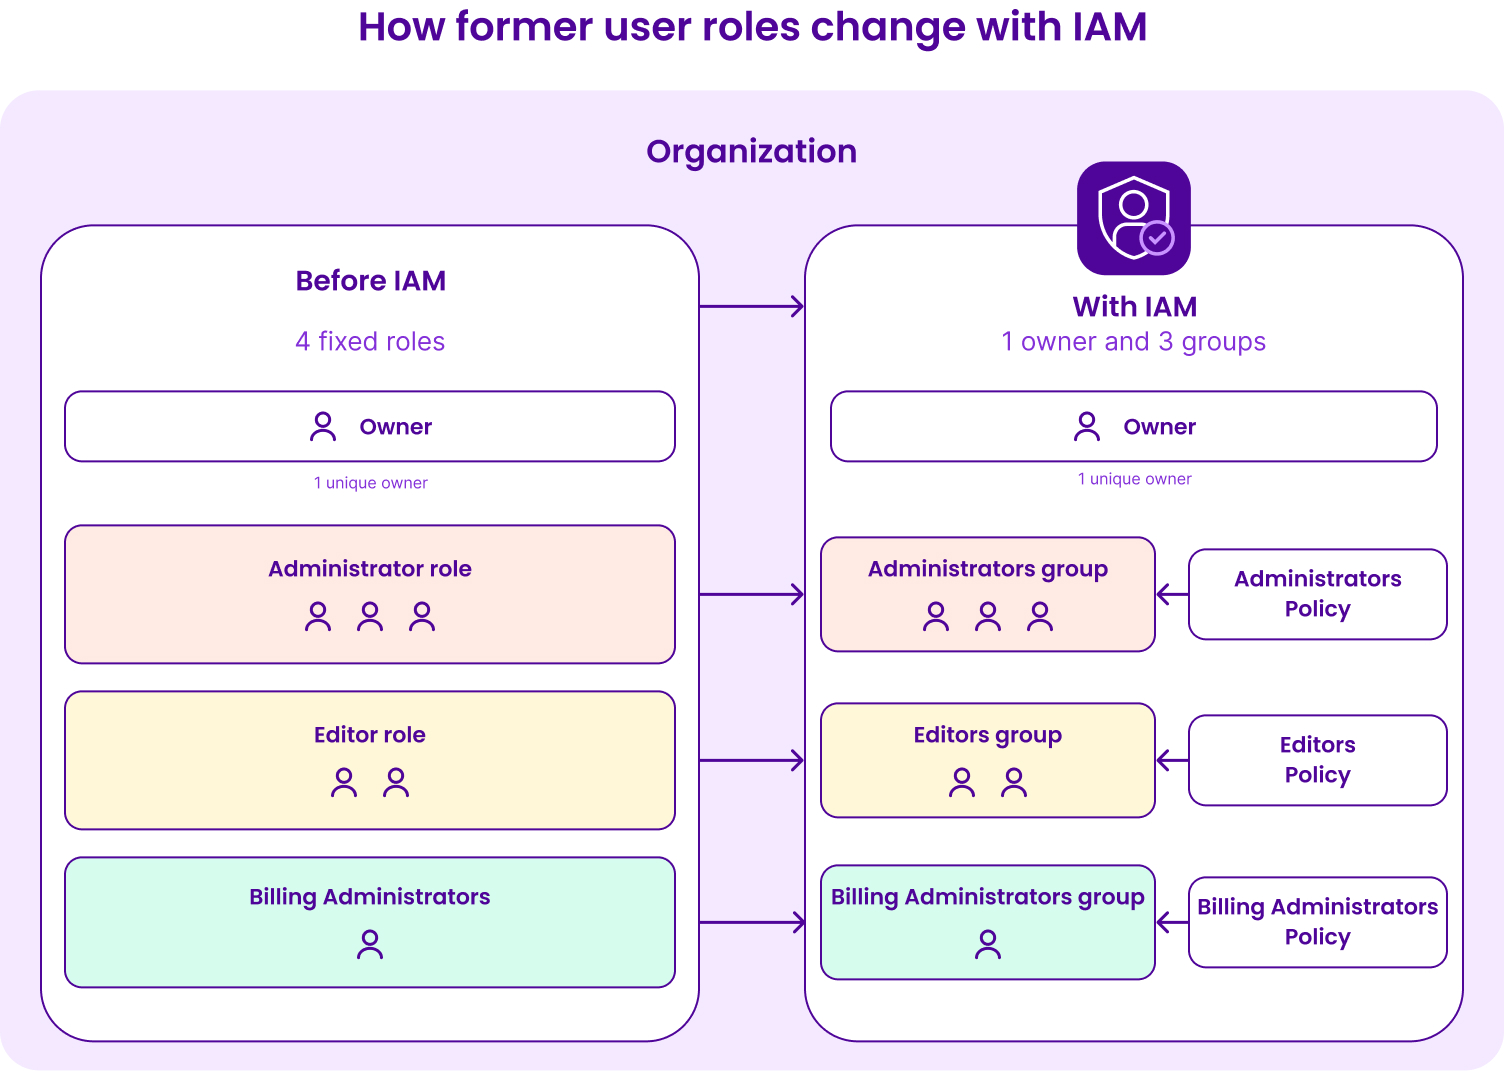 How former user roles change with IAM
Organization
Before IAM
4 fixed roles
Owner
1 unique owner
Administrator role
Editor role
Billing Administrators
With IAM
1 owner and 3 groups
Owner
1 unique owner
Administrators group
Administrators
Policy
Editors group
Editors
Policy
Billing Administrators group
Billing Administrators
Policy